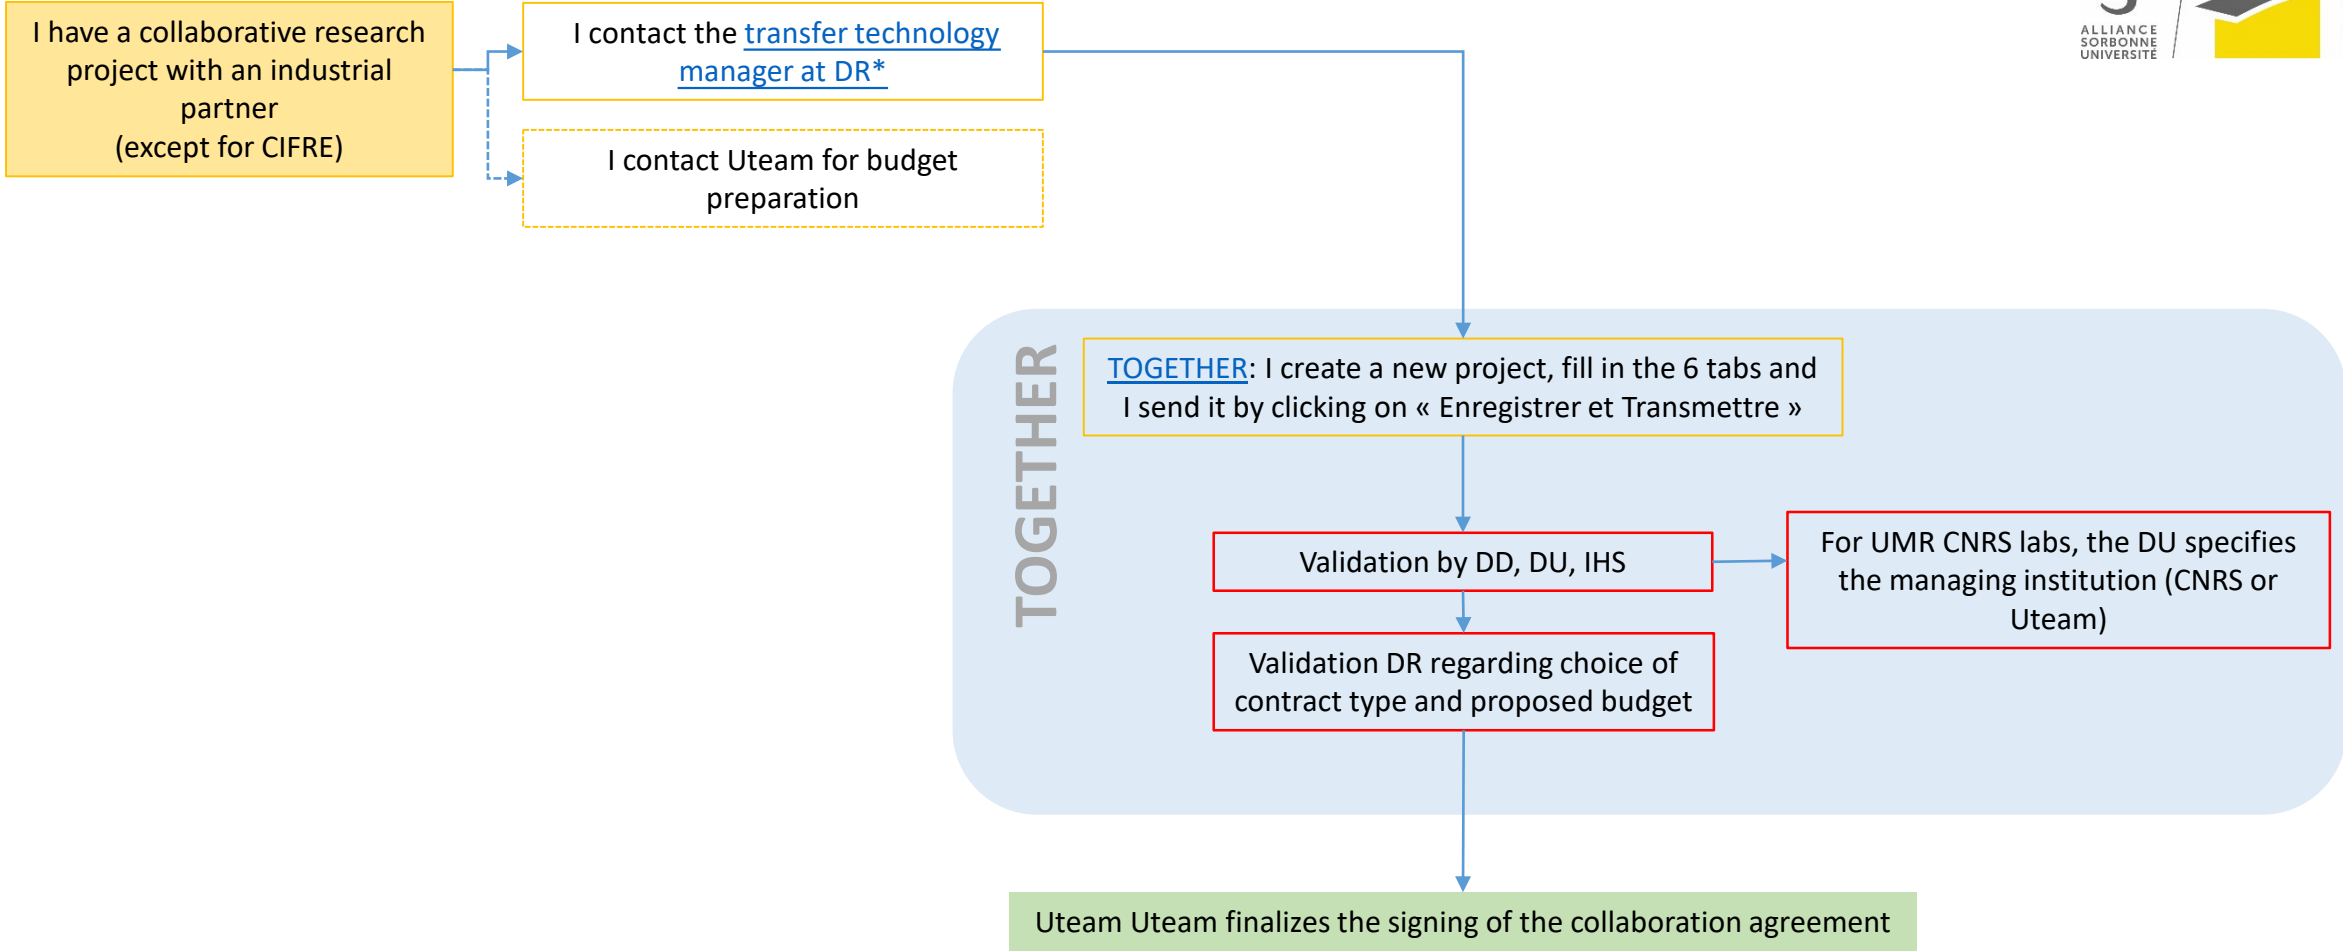 I have a collaborative research
project with an industrial
partner
(except for CIFRE)
I contact the transfer technology
manager at DR*
I contact Uteam for budget
preparation
ALLIANCE
SORBONNE
UNIVERSITÉ
TOGETHER
TOGETHER: I create a new project, fill in the 6 tabs and
I send it by clicking on « Enregistrer et Transmettre »
Validation by DD, DU, IHS
For UMR CNRS labs, the DU specifies
the managing institution (CNRS or
Uteam)
Validation DR regarding choice of
contract type and proposed budget
Uteam Uteam finalizes the signing of the collaboration agreement